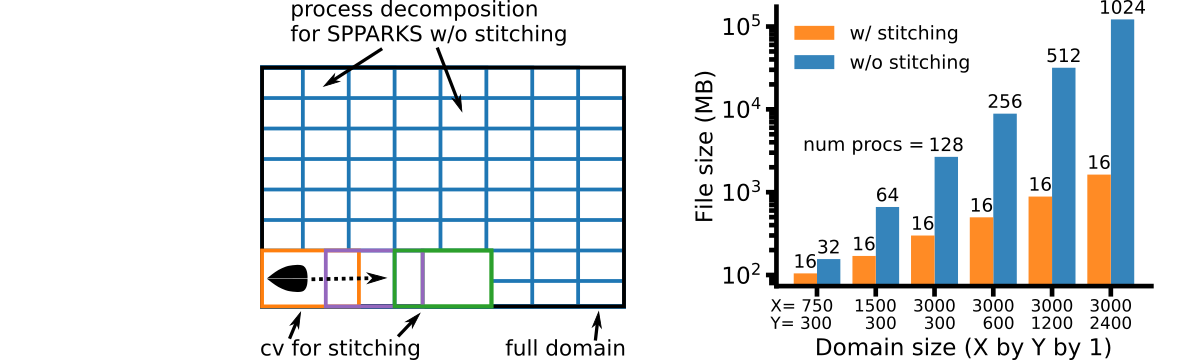 process decomposition
for SPPARKS w/o stitching
cv for stitching
full domain
File size (MB)
10^5
10^4
10^3
10^2
w/ stitching
w/o stitching
num procs = 128
16
32
16
64
16
16
256
16
512
16
1024
X= 750 1500 3000 3000 3000 3000
Y= 300 300 300 600 1200 2400
Domain size (X by Y by 1)